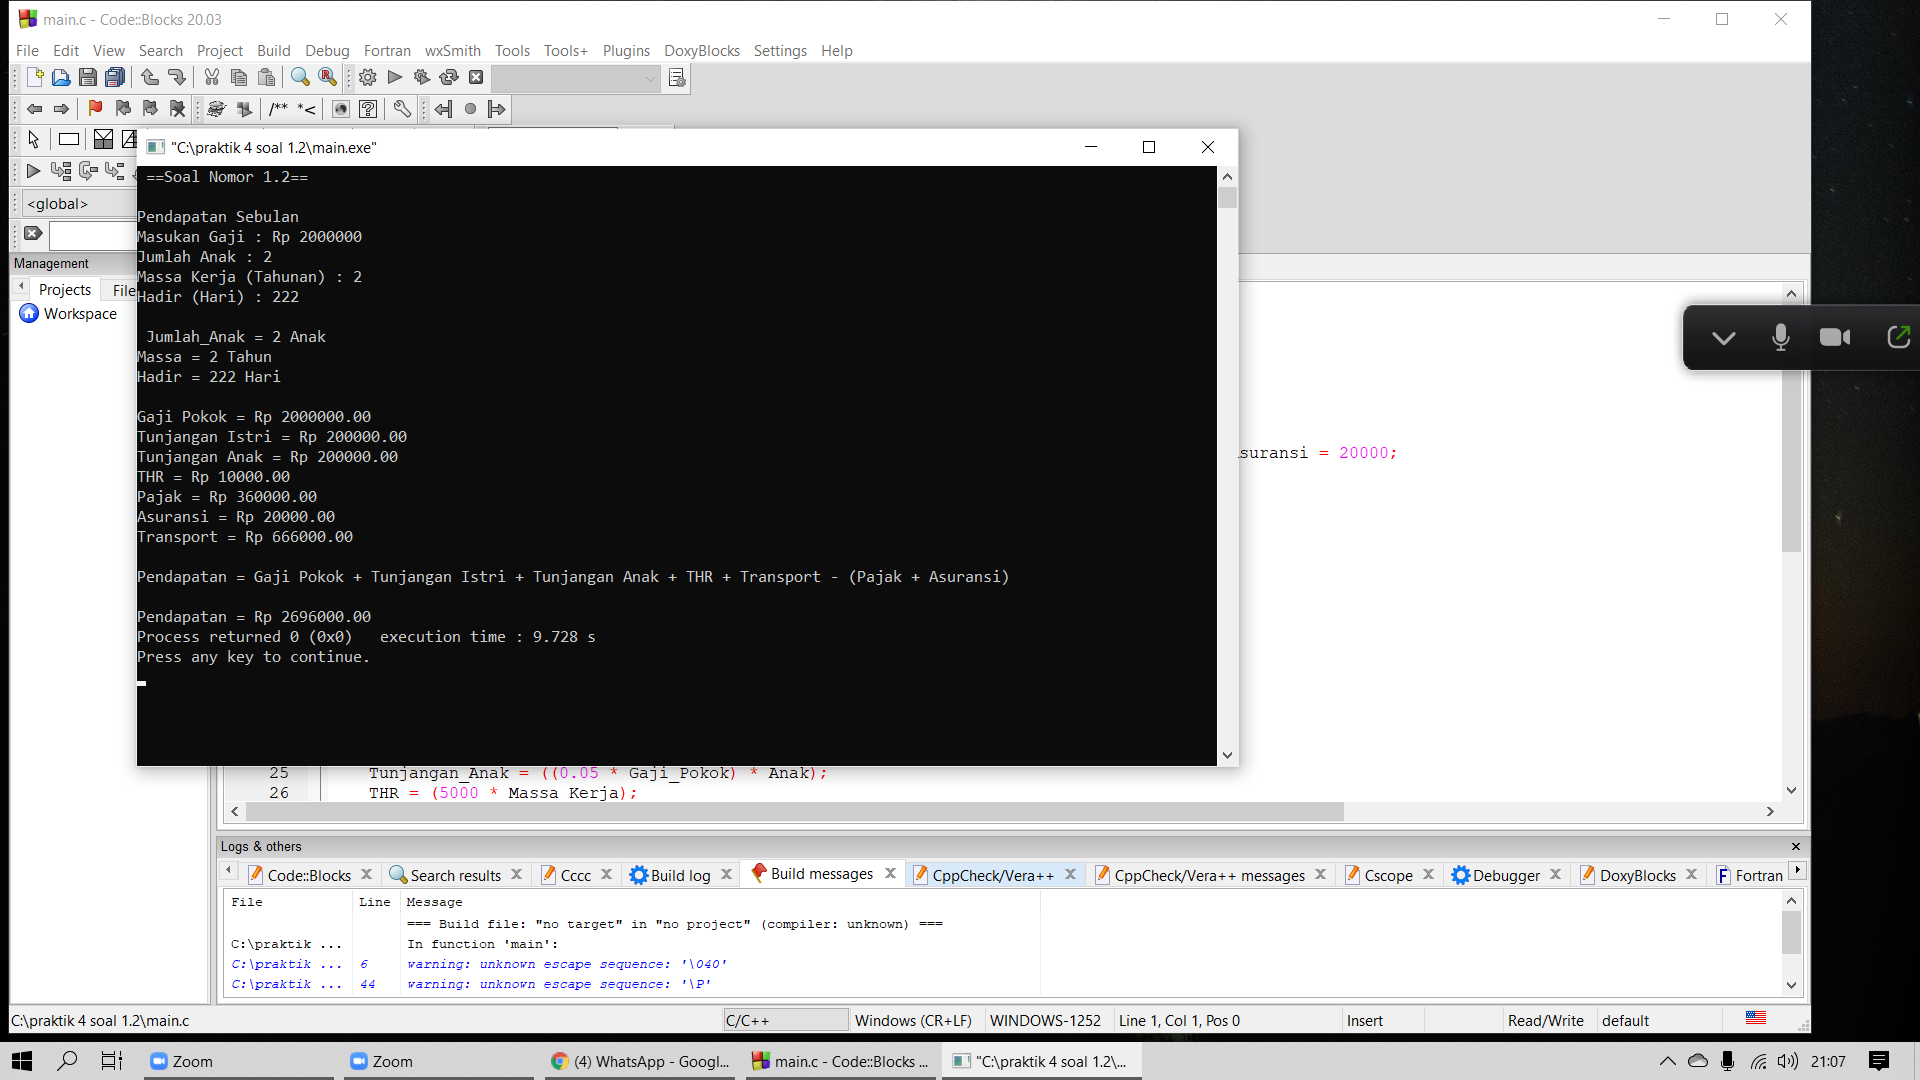 main.c - Code::Blocks 20.03
File Edit View Search Project Build Debug Fortran wxSmith Tools Tools+ Plugins DoxyBlocks Settings Help
/** *<
<global>
Management
Projects File
Workspace
"C:\praktik 4 soal 1.2\main.exe"
==Soal Nomor 1.2==
Pendapatan Sebulan
Masukan Gaji : Rp 2000000
Jumlah Anak : 2
Massa Kerja (Tahunan) : 2
Hadir (Hari) : 222
Jumlah_Anak = 2 Anak
Massa = 2 Tahun
Hadir = 222 Hari
Gaji Pokok = Rp 2000000.00
Tunjangan Istri = Rp 200000.00
Tunjangan Anak = Rp 200000.00
THR = Rp 10000.00
Pajak = Rp 360000.00
Asuransi = Rp 20000.00
Transport = Rp 666000.00
Pendapatan = Gaji Pokok + Tunjangan Istri + Tunjangan Anak + THR + Transport - (Pajak + Asuransi)
Pendapatan = Rp 2696000.00
Process returned 0 (0x0)   execution time : 9.728 s
Press any key to continue.
suransi = 20000;
25 Tunjangan_Anak = ((0.05 * Gaji_Pokok) * Anak);
26 THR = (5000 * Massa_Kerja);
Logs & others
Code::Blocks Search results Cccc Build log Build messages CppCheck/Vera++ CppCheck/Vera++ messages Cscope Debugger DoxyBlocks Fortran
File Line Message
=== Build file: "no target" in "no project" (compiler: unknown) ===
C:\praktik ... In function 'main':
C:\praktik ... 6 warning: unknown escape sequence: '\040'
C:\praktik ... 44 warning: unknown escape sequence: '\P'
C:\praktik 4 soal 1.2\main.c C/C++ Windows (CR+LF) WINDOWS-1252 Line 1, Col 1, Pos 0 Insert Read/Write default
Zoom Zoom (4) WhatsApp - Googl... main.c - Code::Blocks ... "C:\praktik 4 soal 1.2\... 21:07